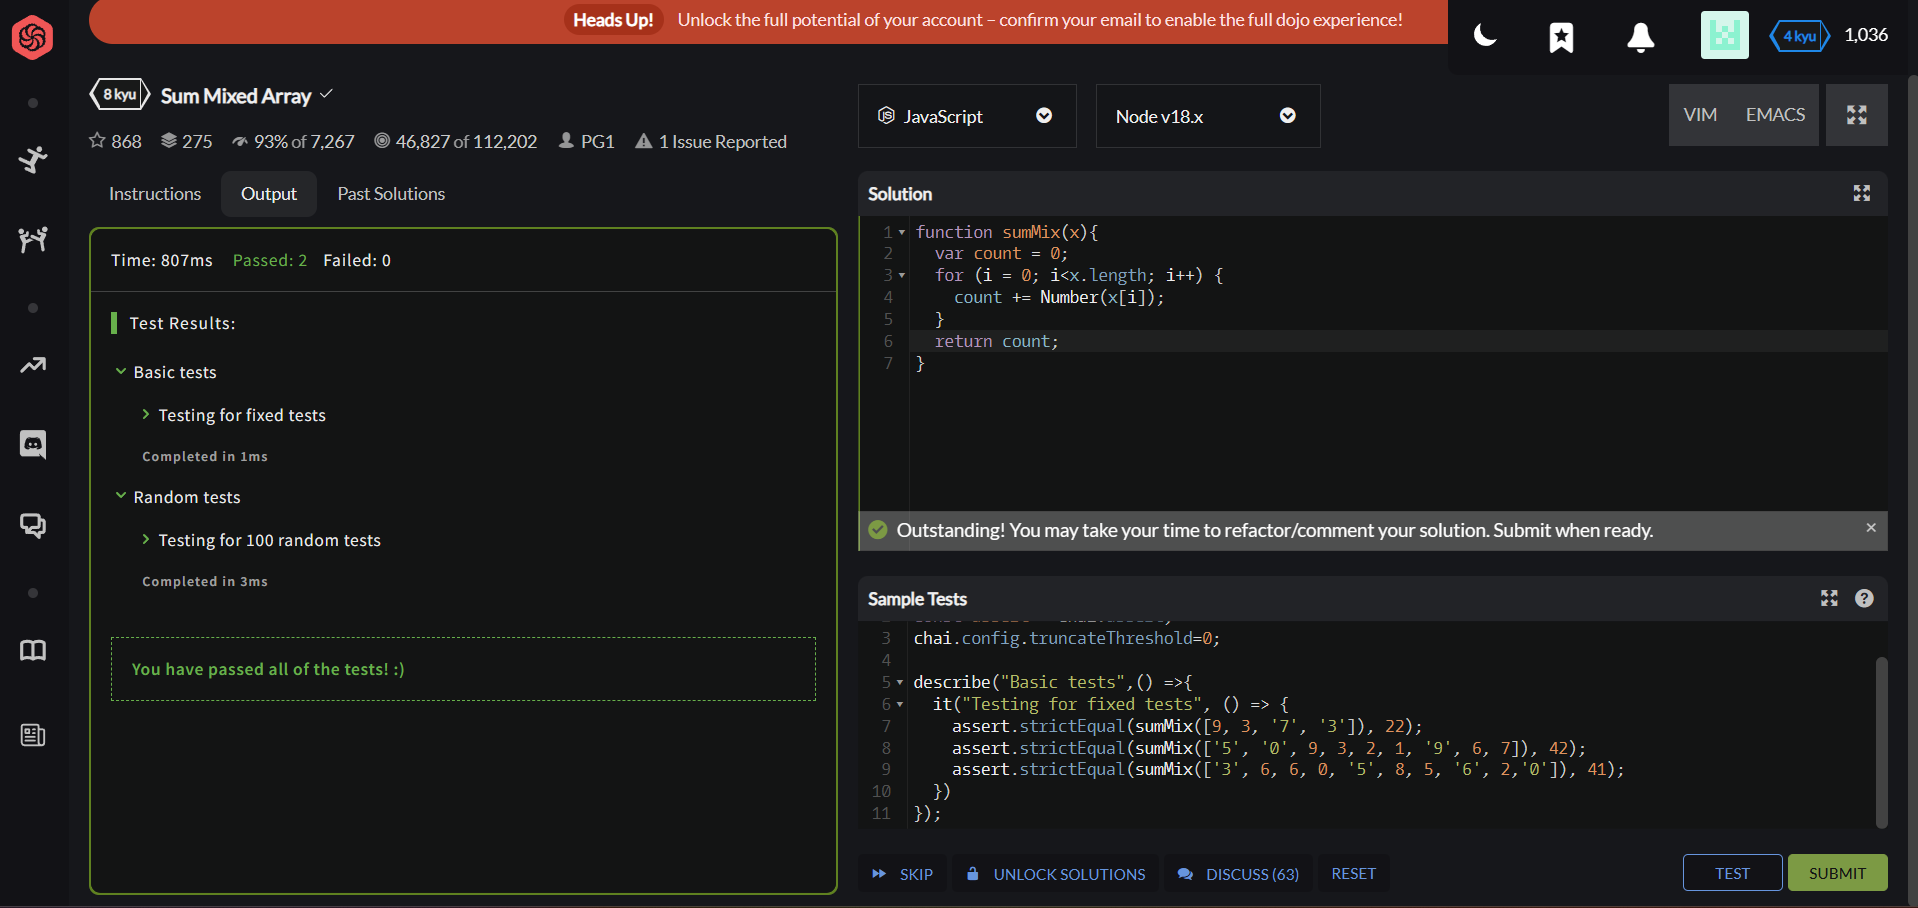 Heads Up! Unlock the full potential of your account – confirm your email to enable the full dojo experience!
4 kyu 1,036
8 kyu Sum Mixed Array
868 275 93% of 7,267 46,827 of 112,202 PG1 1 Issue Reported
JavaScript
Node v18.x
VIM EMACS
Instructions Output Past Solutions
Time: 807ms Passed: 2 Failed: 0
Test Results:
Basic tests
Testing for fixed tests
Completed in 1ms
Random tests
Testing for 100 random tests
Completed in 3ms
You have passed all of the tests! :)
Solution
1 function sumMix(x){
2 var count = 0;
3 for (i = 0; i<x.length; i++) {
4 count += Number(x[i]);
5 }
6 return count;
7 }
Outstanding! You may take your time to refactor/comment your solution. Submit when ready.
Sample Tests
3 chai.config.truncateThreshold=0;
4
5 describe("Basic tests",() =>{
6 it("Testing for fixed tests", () => {
7 assert.strictEqual(sumMix([9, 3, '7', '3']), 22);
8 assert.strictEqual(sumMix(['5', '0', 9, 3, 2, 1, '9', 6, 7]), 42);
9 assert.strictEqual(sumMix(['3', 6, 6, 0, '5', 8, 5, '6', 2,'0']), 41);
10 })
11 });
SKIP UNLOCK SOLUTIONS DISCUSS (63) RESET TEST SUBMIT